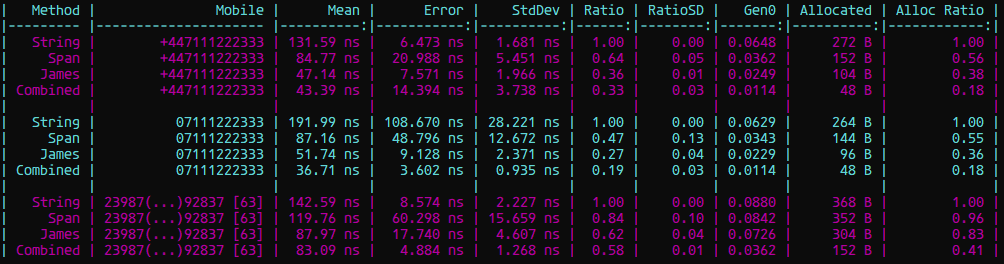 | Method | Mobile | Mean | Error | StdDev | Ratio | RatioSD | Gen0 | Allocated | Alloc Ratio |
|--------- |------------------- |---------:|-----------:|----------:|------:|--------:|-------:|----------:|------------:|
| String | +447111222333 | 131.59 ns | 6.473 ns | 1.681 ns | 1.00 | 0.00 | 0.0648 | 272 B | 1.00 |
| Span | +447111222333 | 84.77 ns | 20.988 ns | 5.451 ns | 0.64 | 0.05 | 0.0362 | 152 B | 0.56 |
| James | +447111222333 | 47.14 ns | 7.571 ns | 1.966 ns | 0.36 | 0.01 | 0.0249 | 104 B | 0.38 |
| Combined | +447111222333 | 43.39 ns | 14.394 ns | 3.738 ns | 0.33 | 0.03 | 0.0114 | 48 B | 0.18 |
| | | | | | | | | | |
| String | 07111222333 | 191.99 ns | 108.670 ns | 28.221 ns | 1.00 | 0.00 | 0.0629 | 264 B | 1.00 |
| Span | 07111222333 | 87.16 ns | 48.796 ns | 12.672 ns | 0.47 | 0.13 | 0.0343 | 144 B | 0.55 |
| James | 07111222333 | 51.74 ns | 9.128 ns | 2.371 ns | 0.27 | 0.04 | 0.0229 | 96 B | 0.36 |
| Combined | 07111222333 | 36.71 ns | 3.602 ns | 0.935 ns | 0.19 | 0.03 | 0.0114 | 48 B | 0.18 |
| | | | | | | | | | |
| String | 23987(...)92837 [63] | 142.59 ns | 8.574 ns | 2.227 ns | 1.00 | 0.00 | 0.0880 | 368 B | 1.00 |
| Span | 23987(...)92837 [63] | 119.76 ns | 60.298 ns | 15.659 ns | 0.84 | 0.10 | 0.0842 | 352 B | 0.96 |
| James | 23987(...)92837 [63] | 87.97 ns | 17.740 ns | 4.607 ns | 0.62 | 0.04 | 0.0726 | 304 B | 0.83 |
| Combined | 23987(...)92837 [63] | 83.09 ns | 4.884 ns | 1.268 ns | 0.58 | 0.01 | 0.0362 | 152 B | 0.41 |